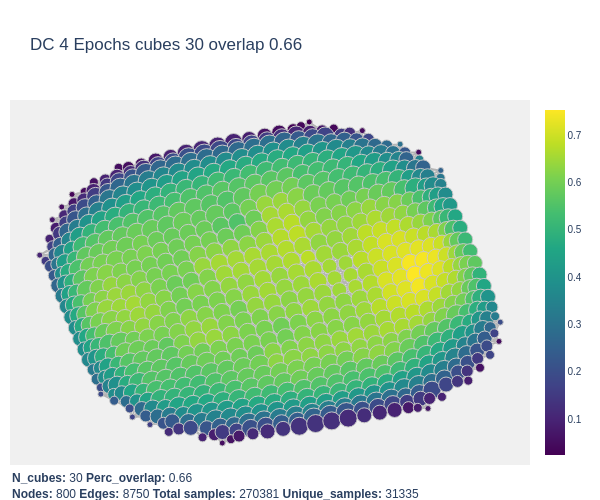 DC 4 Epochs cubes 30 overlap 0.66
0.7
0.6
0.5
0.4
0.3
0.2
0.1
N_cubes: 30 Perc_overlap: 0.66
Nodes: 800 Edges: 8750 Total samples: 270381 Unique_samples: 31335